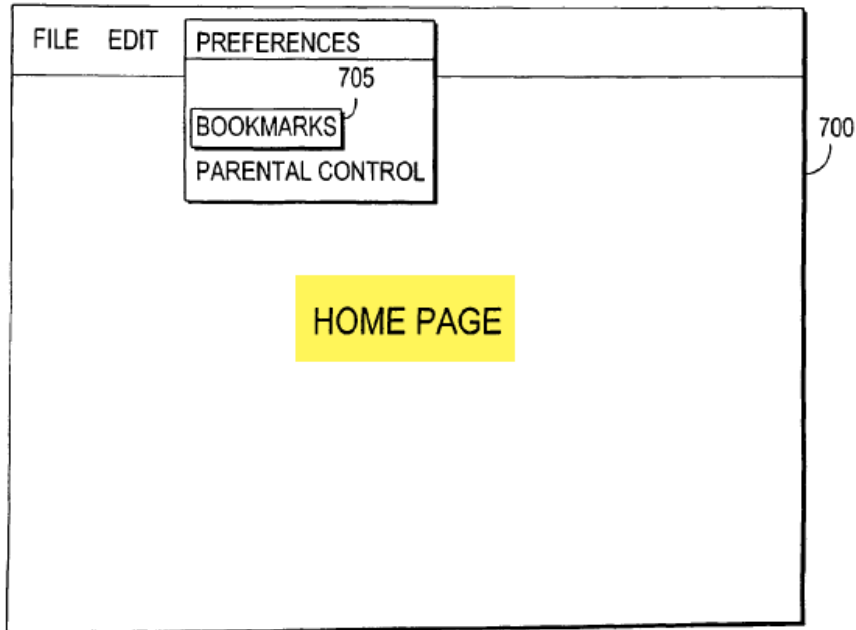 FILE EDIT PREFERENCES
705
BOOKMARKS
700
PARENTAL CONTROL
HOME PAGE